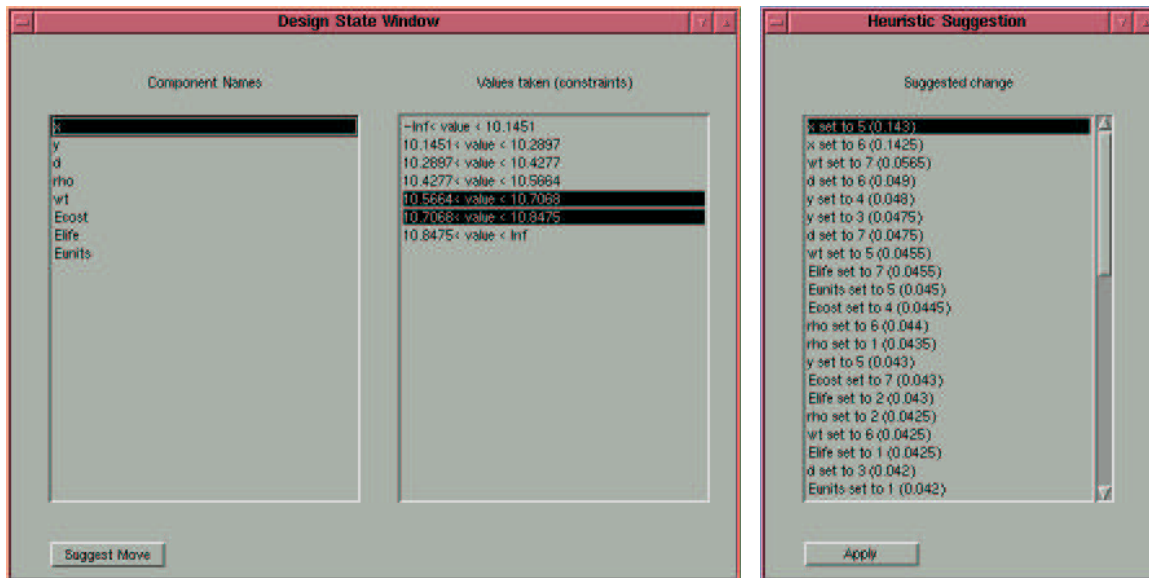 Design State Window
Component Names
Values taken (constraints)
x
y
d
rho
wt
Ecost
Elife
Eunits
-Inf< value < 10.1451
10.1451< value < 10.2897
10.2897< value < 10.4277
10.4277< value < 10.5664
10.5664< value < 10.7068
10.7068< value < 10.8475
10.8475< value < Inf
Suggest Move
Heuristic Suggestion
Suggested change
x set to 5 (0.143)
x set to 6 (0.1425)
wt set to 7 (0.0565)
d set to 6 (0.049)
y set to 4 (0.048)
y set to 3 (0.0475)
d set to 7 (0.0475)
wt set to 5 (0.0455)
Elife set to 7 (0.0455)
Eunits set to 5 (0.045)
Ecost set to 4 (0.0445)
rho set to 6 (0.044)
rho set to 1 (0.0435)
y set to 5 (0.043)
Ecost set to 7 (0.043)
Elife set to 2 (0.043)
rho set to 2 (0.0425)
wt set to 6 (0.0425)
Elife set to 1 (0.0425)
d set to 3 (0.042)
Eunits set to 1 (0.042)
Apply